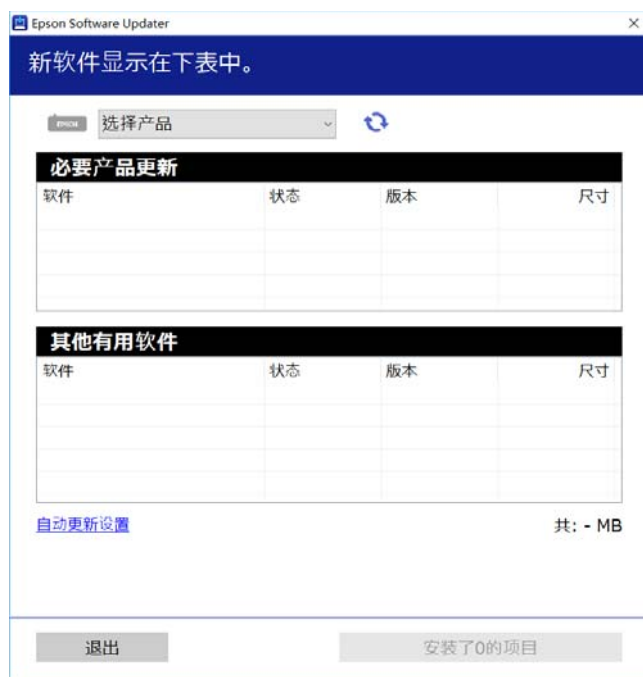 Epson Software Updater
新软件显示在下表中。
EPSON 选择产品
必要产品更新
软件 状态 版本 尺寸
其他有用软件
软件 状态 版本 尺寸
自动更新设置 共: - MB
退出 安装了0的项目